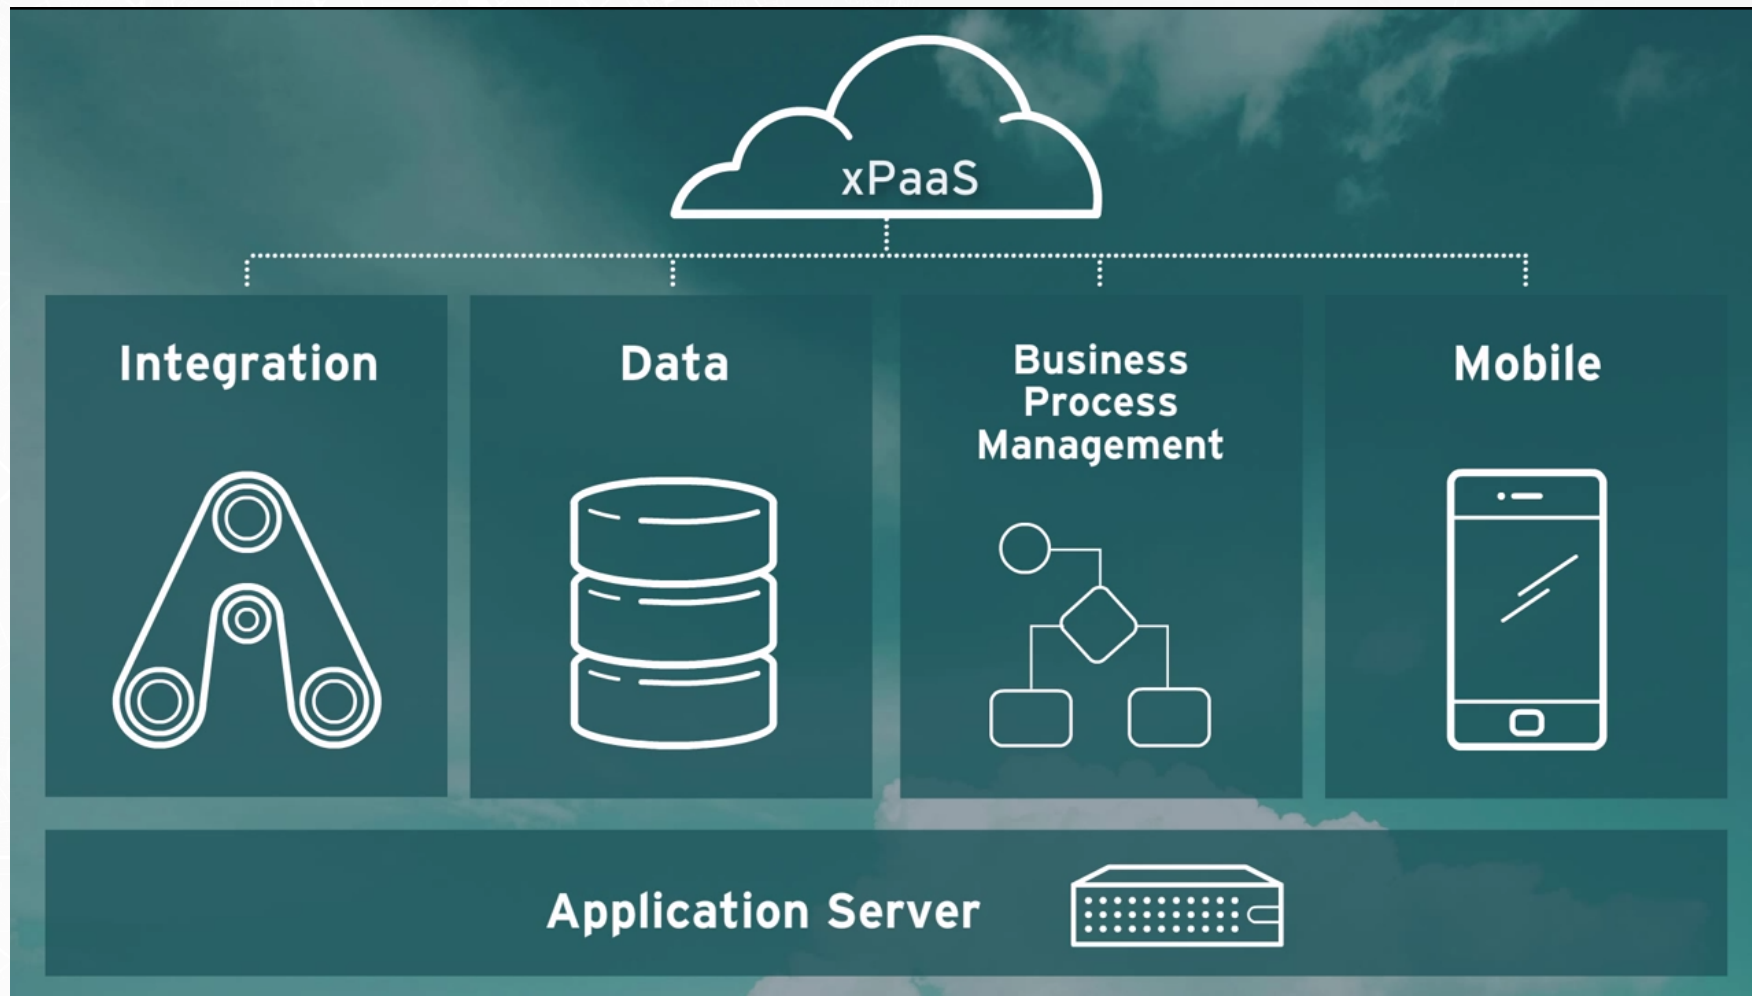 xPaaS
Integration
Data
Business
Process
Management
Mobile
Application Server